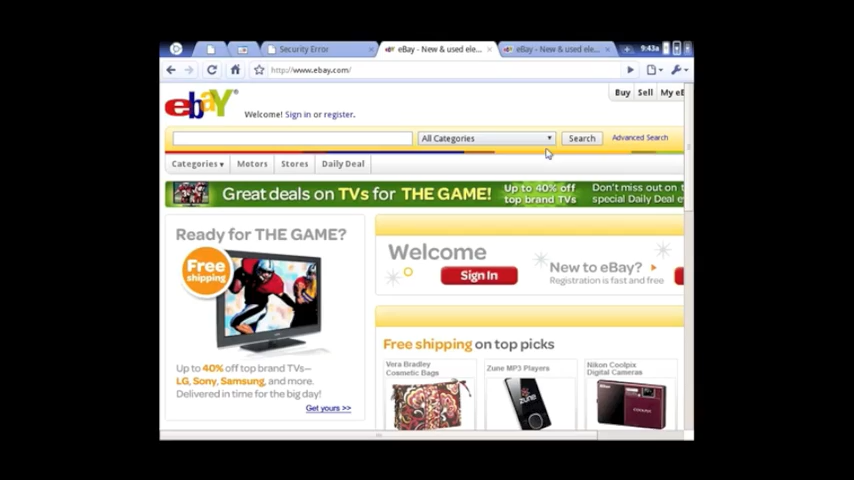 Security Error
eBay - New & used ele...
eBay - New & used ele...
9:43a
http://www.ebay.com/
Buy Sell My eB
ebay
Welcome! Sign in or register.
All Categories
Search
Advanced Search
Categories
Motors
Stores
Daily Deal
Great deals on TVs for THE GAME!
Up to 40% off
top brand TVs
Don't miss out on
special Daily Deal e
Ready for THE GAME?
Free
shipping
Up to 40% off top brand TVs—
LG, Sony, Samsung, and more.
Delivered in time for the big day!
Get yours >>
Welcome
Sign In
New to eBay?
Registration is fast and free
Free shipping on top picks
Vera Bradley
Cosmetic Bags
Zune MP3 Players
Nikon Coolpix
Digital Cameras
zune
COOLPIX